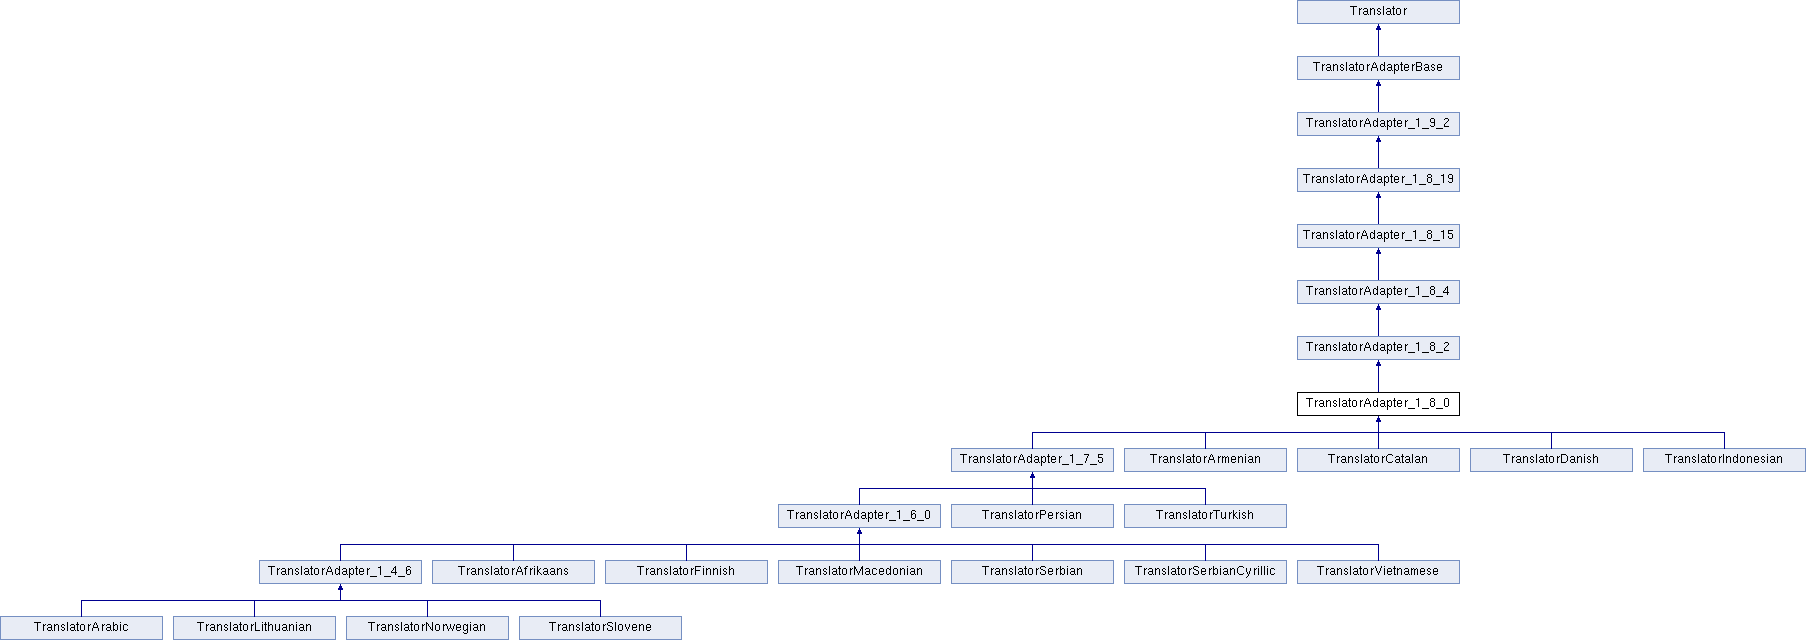 Translator
TranslatorAdapterBase
TranslatorAdapter_1_9_2
TranslatorAdapter_1_8_19
TranslatorAdapter_1_8_15
TranslatorAdapter_1_8_4
TranslatorAdapter_1_8_2
TranslatorAdapter_1_8_0
TranslatorAdapter_1_7_5 TranslatorArmenian TranslatorCatalan TranslatorDanish TranslatorIndonesian
TranslatorAdapter_1_6_0 TranslatorPersian TranslatorTurkish
TranslatorAdapter_1_4_6 TranslatorAfrikaans TranslatorFinnish TranslatorMacedonian TranslatorSerbian TranslatorSerbianCyrillic TranslatorVietnamese
TranslatorArabic TranslatorLithuanian TranslatorNorwegian TranslatorSlovene